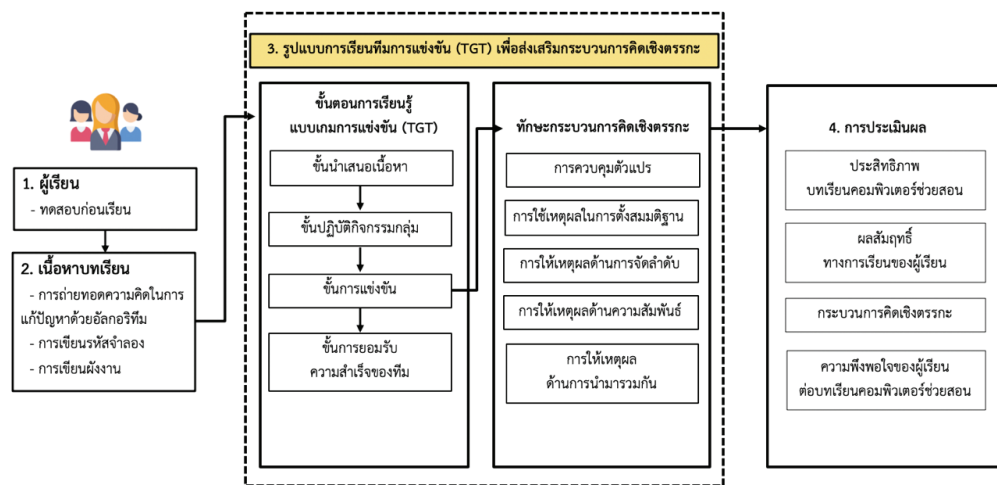 3. รูปแบบการเรียนทีมการแข่งขัน (TGT) เพื่อส่งเสริมกระบวนการคิดเชิงตรรกะ
1. ผู้เรียน
- ทดสอบก่อนเรียน
2. เนื้อหาบทเรียน
- การถ่ายทอดความคิดในการ
แก้ปัญหาด้วยอัลกอริทึม
- การเขียนรหัสจำลอง
- การเขียนผังงาน
ขั้นตอนการเรียนรู้
แบบเกมการแข่งขัน (TGT)
ขั้นนำเสนอเนื้อหา
ขั้นปฏิบัติกิจกรรมกลุ่ม
ขั้นการแข่งขัน
ขั้นการยอมรับ
ความสำเร็จของทีม
ทักษะกระบวนการคิดเชิงตรรกะ
การควบคุมตัวแปร
การใช้เหตุผลในการตั้งสมมติฐาน
การให้เหตุผลด้านการจัดลำดับ
การให้เหตุผลด้านความสัมพันธ์
การให้เหตุผล
ด้านการนำมารวมกัน
4. การประเมินผล
ประสิทธิภาพ
บทเรียนคอมพิวเตอร์ช่วยสอน
ผลสัมฤทธิ์
ทางการเรียนของผู้เรียน
กระบวนการคิดเชิงตรรกะ
ความพึงพอใจของผู้เรียน
ต่อบทเรียนคอมพิวเตอร์ช่วยสอน